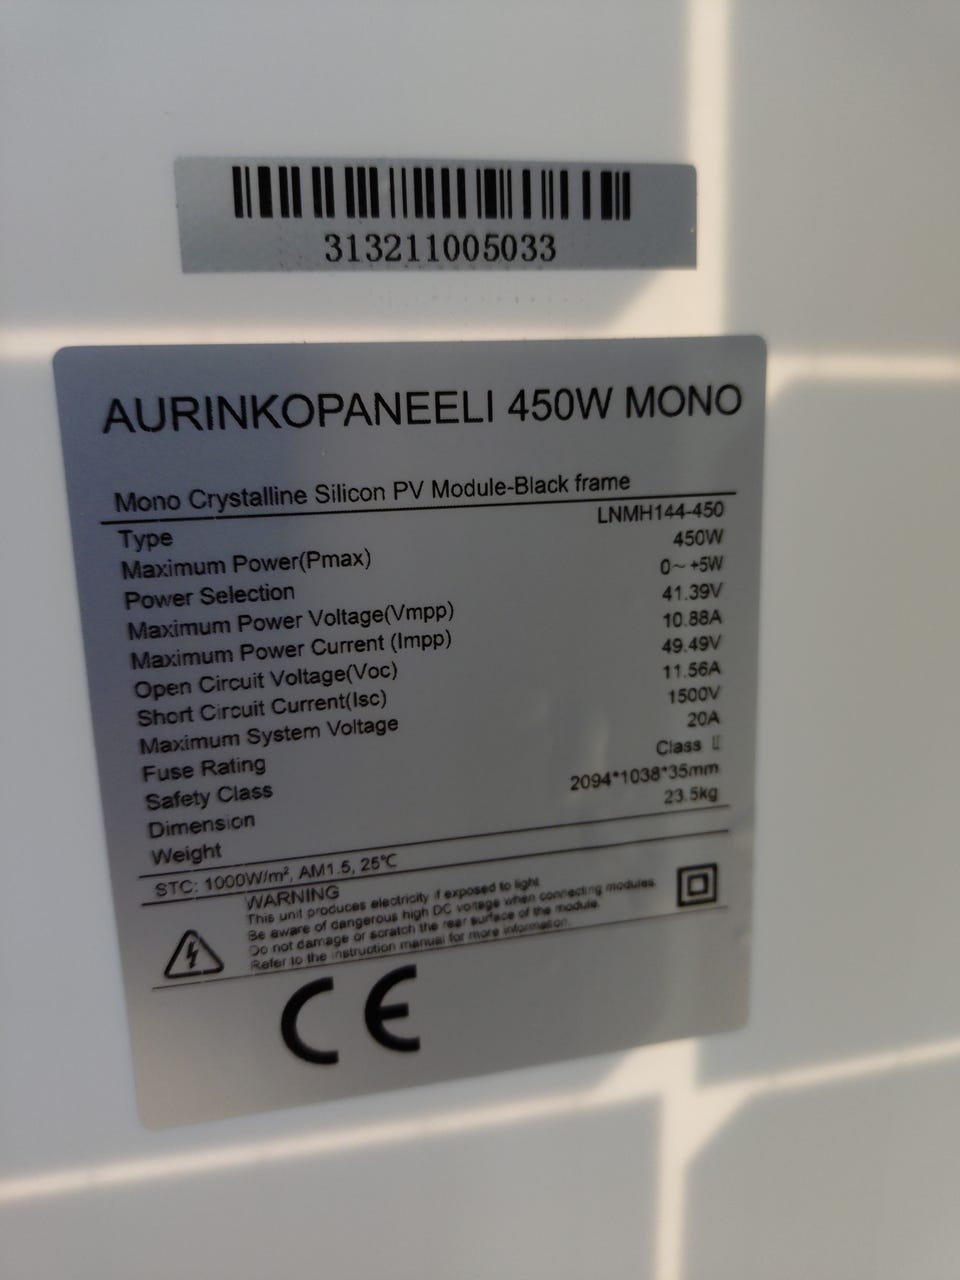 313211005033
AURINKOPANEELI 450W MONO
Mono Crystalline Silicon PV Module-Black frame
Type LNMH144-450
Maximum Power(Pmax) 450W
Power Selection 0~ +5W
Maximum Power Voltage(Vmpp) 41.39V
Maximum Power Current (Impp) 10.88A
Open Circuit Voltage(Voc) 49.49V
Short Circuit Current(Isc) 11.56A
Maximum System Voltage 1500V
Fuse Rating 20A
Safety Class Class Ⅱ
Dimension 2094*1038*35mm
Weight 23.5kg
STC: 1000W/m², AM1.5, 25℃
WARNING
This unit produces electricity if exposed to light
Be aware of dangerous high DC voltage when connecting modules.
Do not damage or scratch the rear surface of the module.
Refer to the instruction manual for more information.
CE